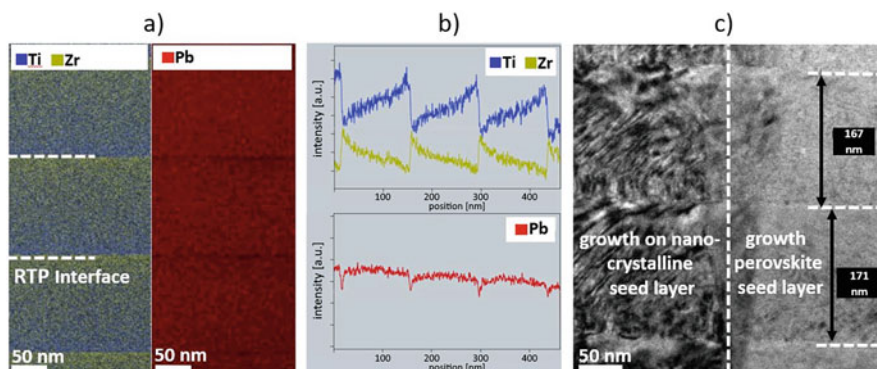 a)
Ti Zr
Pb
RTP Interface
50 nm
50 nm
b)
Ti Zr
intensity [a.u.]
100 200 300 400
position [nm]
Pb
intensity [a.u.]
100 200 300 400
position [nm]
c)
167
nm
growth on nano-
crystalline
seed layer
growth
perovskite
seed layer
171
nm
50 nm